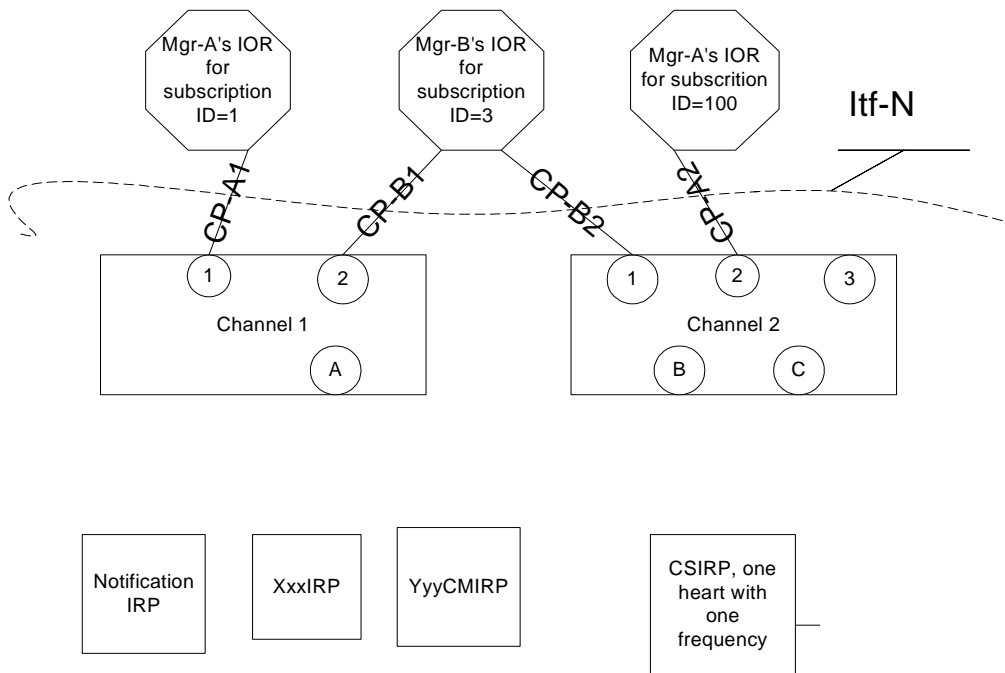 Mgr-A's IOR
for
subscription
ID=1
Mgr-B's IOR
for
subscription
ID=3
Mgr-A's IOR
for subscrition
ID=100
Itf-N
CP-A1
CP-B1
CP-B2
CP-A2
1
2
1
2
3
Channel 1
Channel 2
A
B
C
Notification
IRP
XxxIRP
YyyCMIRP
CSIRP, one
heart with
one
frequency